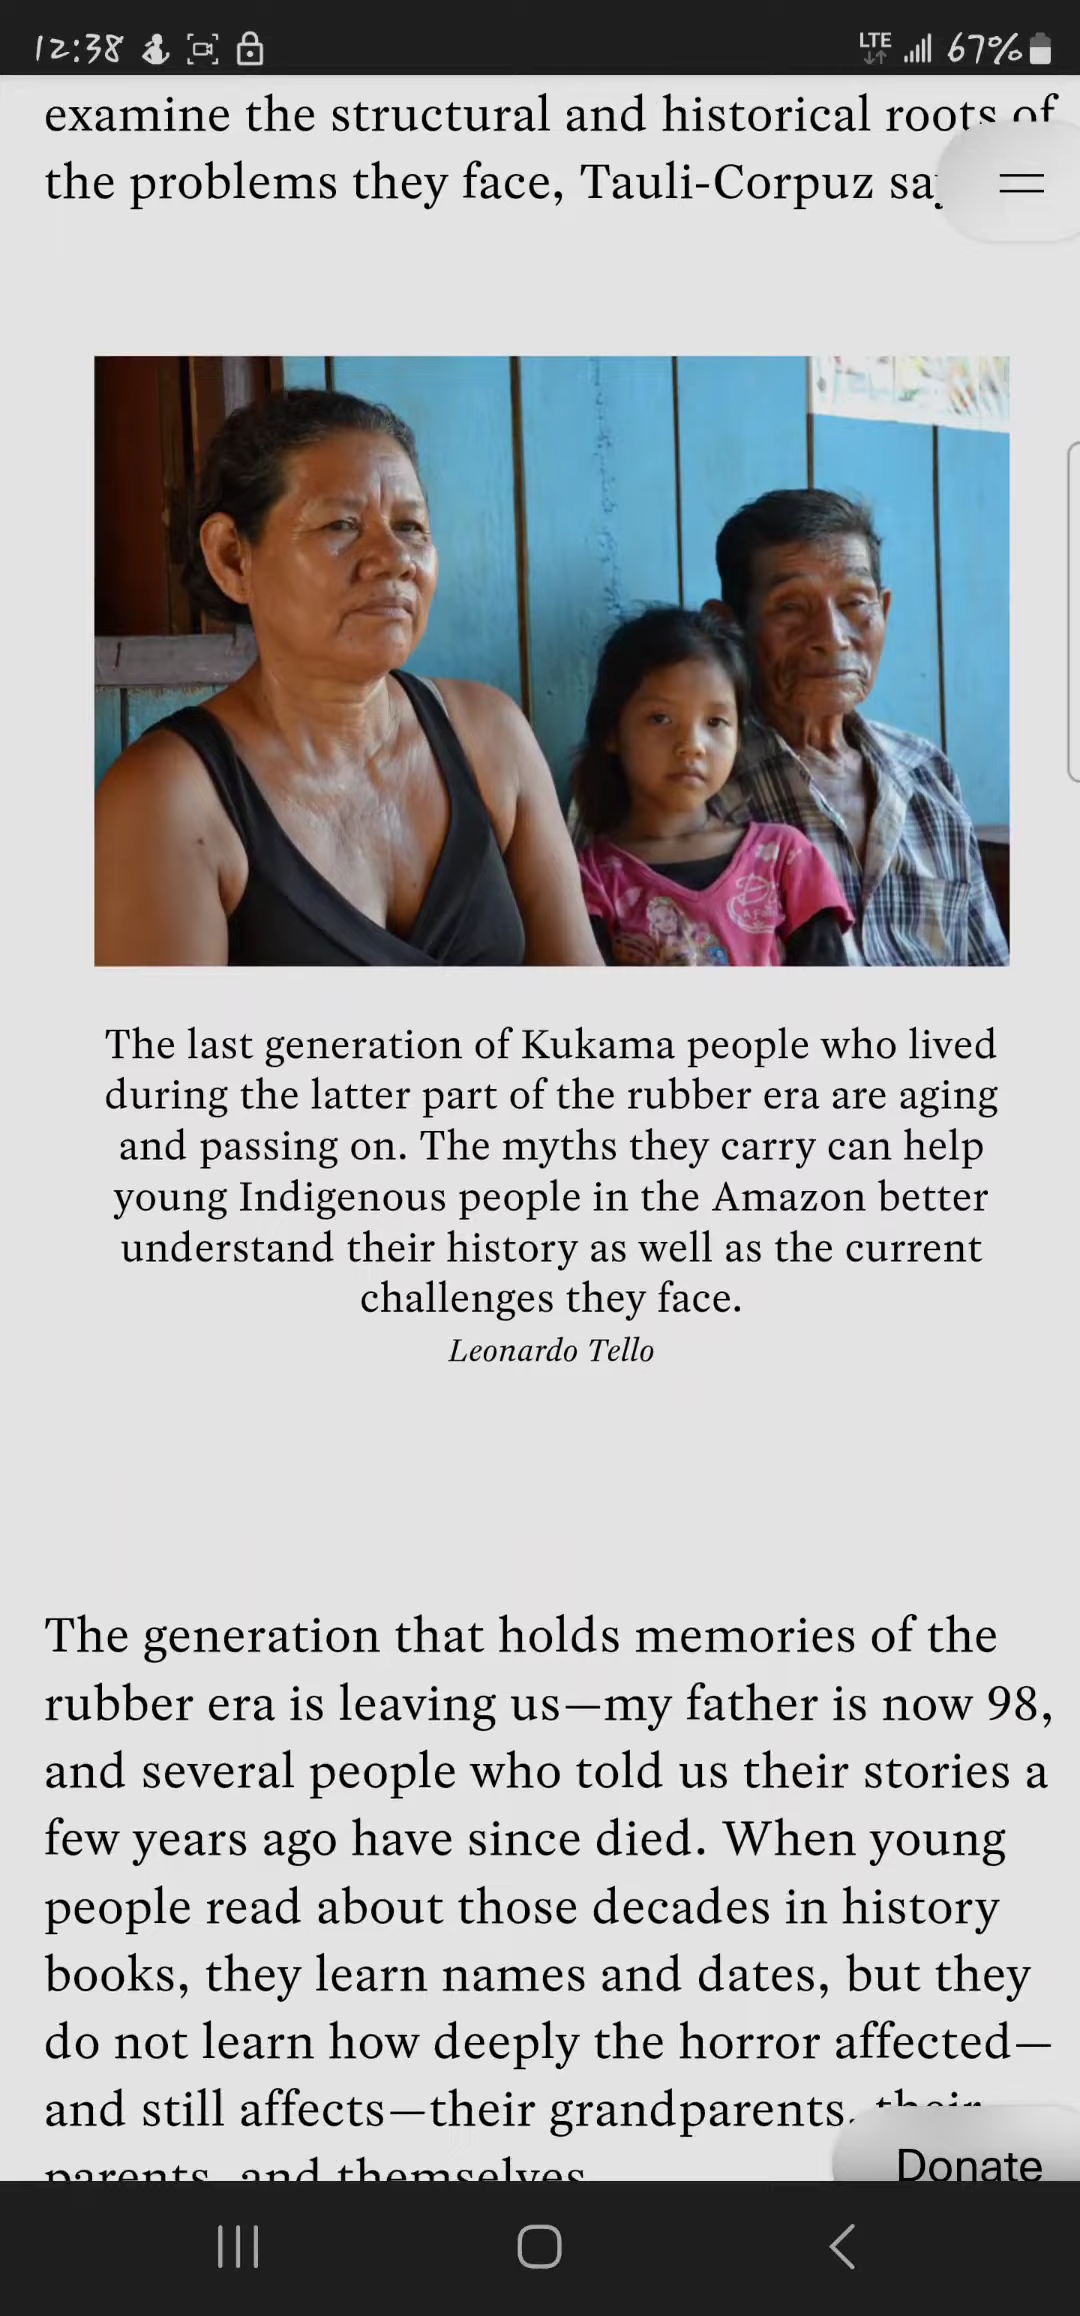 12:38
LTE
67%
examine the structural and historical roots of
the problems they face, Tauli-Corpuz
The last generation of Kukama people who lived
during the latter part of the rubber era are aging
and passing on. The myths they carry can help
young Indigenous people in the Amazon better
understand their history as well as the current
challenges they face.
Leonardo Tello
The generation that holds memories of the
rubber era is leaving us—my father is now 98,
and several people who told us their stories a
few years ago have since died. When young
people read about those decades in history
books, they learn names and dates, but they
do not learn how deeply the horror affected—
and still affects—their grandparents, their
parents, and themselves
Donate